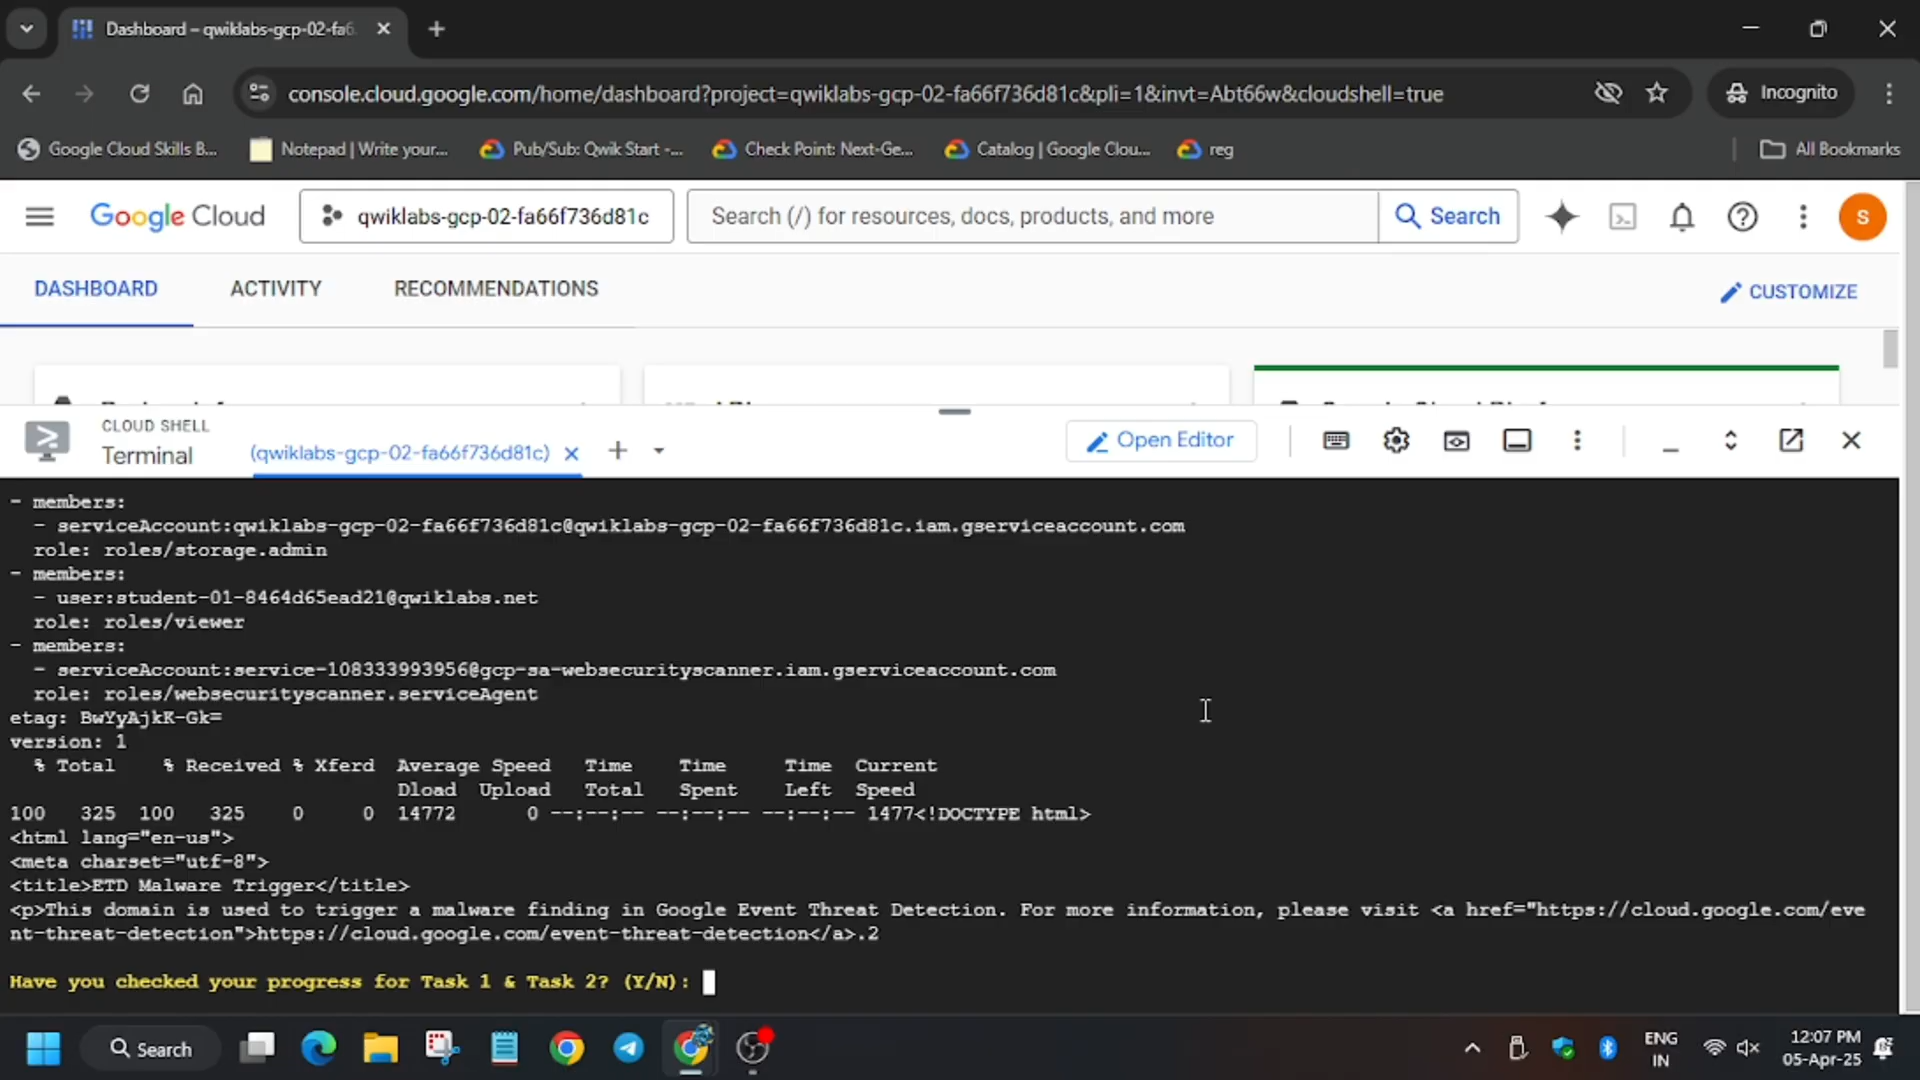 Dashboard – qwiklabs-gcp-02-fa6
console.cloud.google.com/home/dashboard?project=qwiklabs-gcp-02-fa66f736d81c&pli=1&invt=Abt66w&cloudshell=true
Incognito
Google Cloud Skills B...
Notepad | Write your...
Pub/Sub: Qwik Start -...
Check Point: Next-Ge...
Catalog | Google Clou...
reg
All Bookmarks
Google Cloud
qwiklabs-gcp-02-fa66f736d81c
Search (/) for resources, docs, products, and more
Search
S
DASHBOARD
ACTIVITY
RECOMMENDATIONS
CUSTOMIZE
CLOUD SHELL
Terminal
(qwiklabs-gcp-02-fa66f736d81c)
Open Editor
- members:
- serviceAccount:qwiklabs-gcp-02-fa66f736d81c@qwiklabs-gcp-02-fa66f736d81c.iam.gserviceaccount.com
role: roles/storage.admin
- members:
- user:student-01-8464d65ead21@qwiklabs.net
role: roles/viewer
- members:
- serviceAccount:service-1083339939568@gcp-sa-websecurityscanner.iam.gserviceaccount.com
role: roles/websecurityscanner.serviceAgent
etag: BwYyAjkK-Gk=
version: 1
% Total % Received % Xferd Average Speed Time Time Time Current
Dload Upload Total Spent Left Speed
100 325 100 325 0 0 14772 0 --:--:-- --:--:-- --:--:-- 1477<!DOCTYPE html>
<html lang="en-us">
<meta charset="utf-8">
<title>ETD Malware Trigger</title>
<p>This domain is used to trigger a malware finding in Google Event Threat Detection. For more information, please visit <a href="https://cloud.google.com/eve
nt-threat-detection">https://cloud.google.com/event-threat-detection</a>.2
Have you checked your progress for Task 1 & Task 2? (Y/N):
Search
ENG
IN
12:07 PM
05-Apr-25